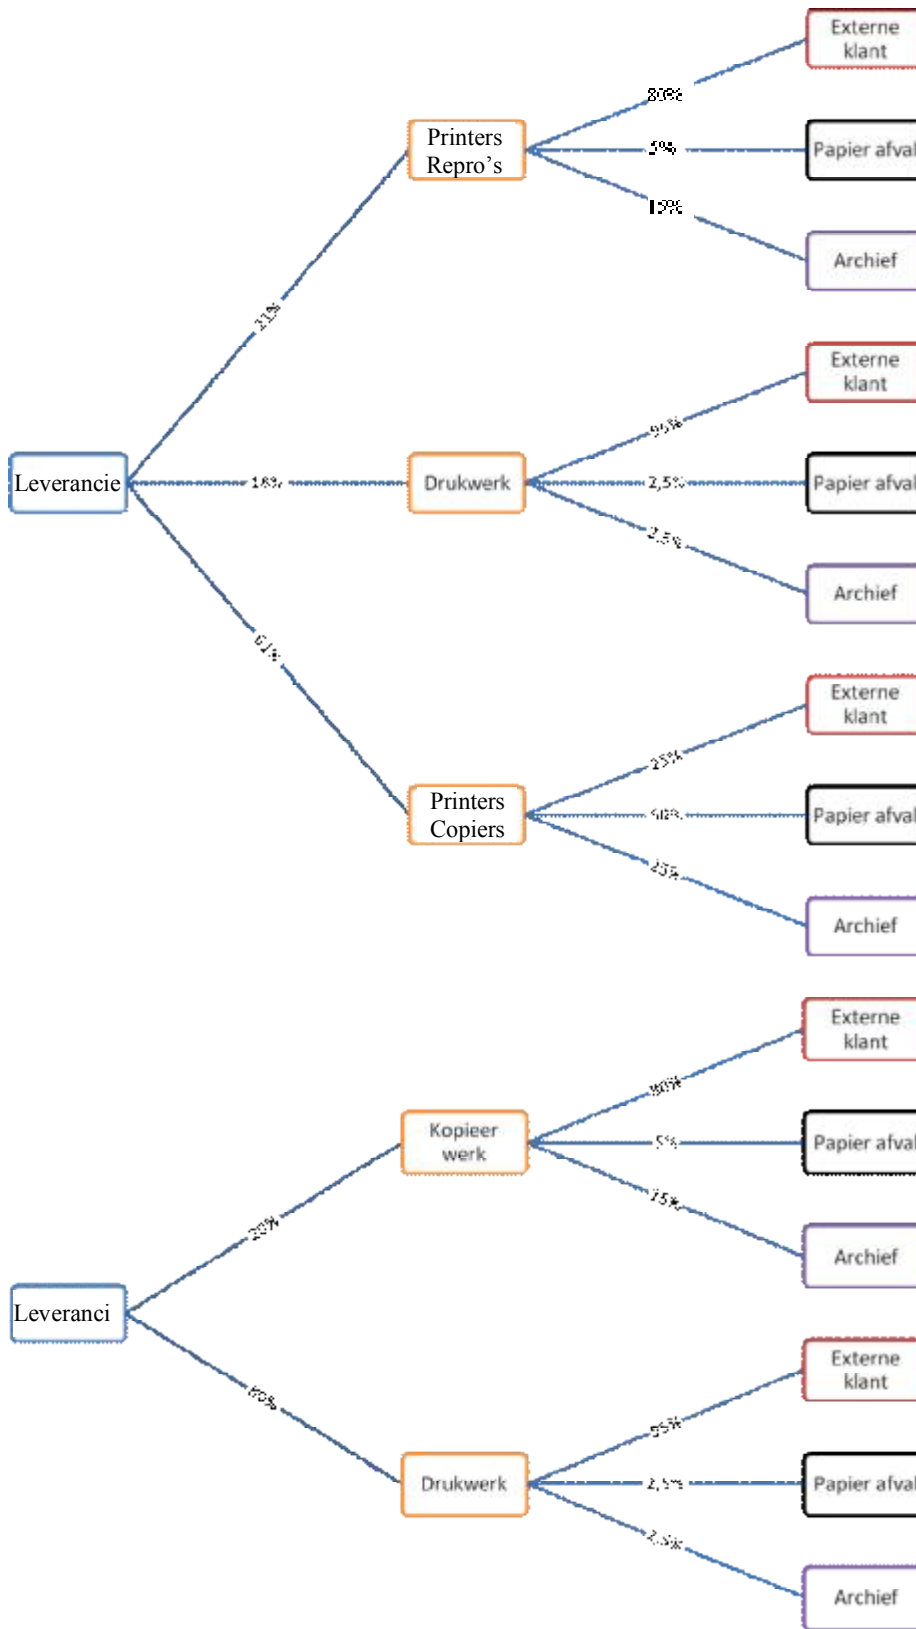 Externe
klant
80%
Printers
Repro's
5%
Papier afval
15%
Archief
Externe
klant
95%
Leverancie
18%
Drukwerk
2,5%
Papier afval
2,5%
Archief
61%
Externe
klant
25%
Printers
Copiers
50%
Papier afval
25%
Archief
Externe
klant
80%
Kopieer
werk
5%
Papier afval
15%
20%
Archief
Leveranci
Externe
klant
80%
95%
Drukwerk
2,5%
Papier afval
2,5%
Archief